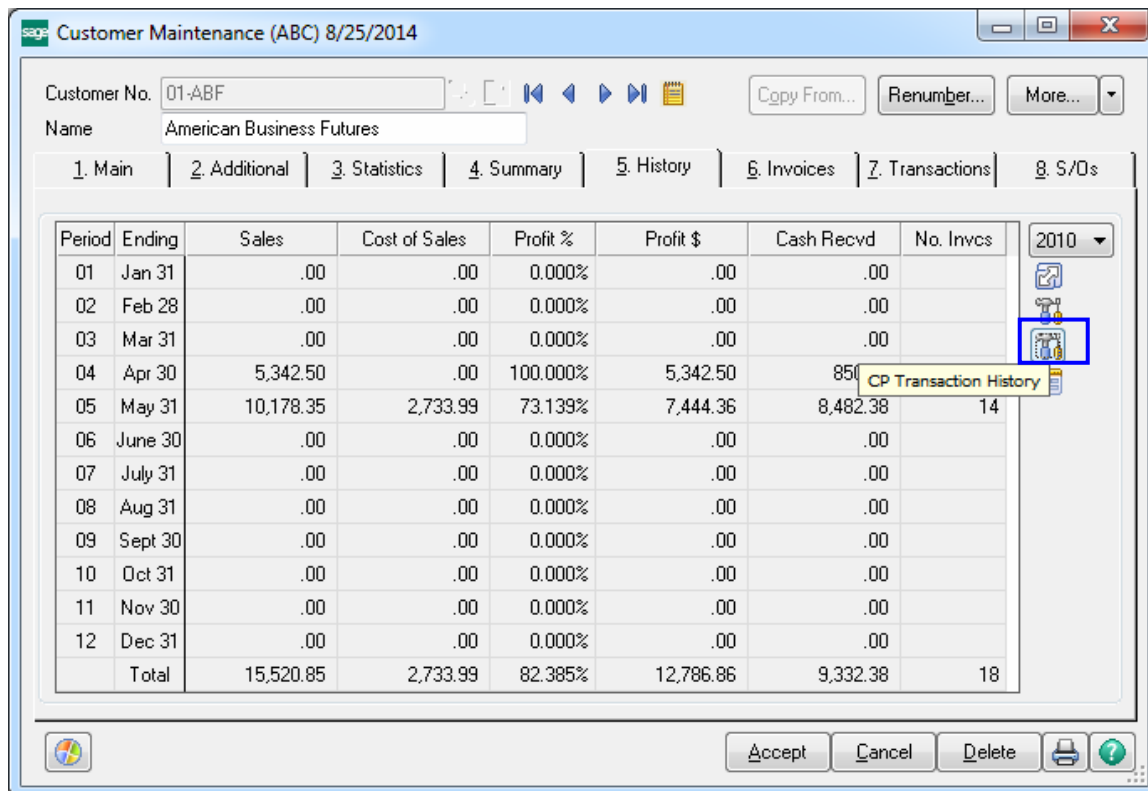 sage Customer Maintenance (ABC) 8/25/2014
Customer No. 01-ABF Copy From... Renumber... More...
Name American Business Futures
1. Main 2. Additional 3. Statistics 4. Summary 5. History 6. Invoices 7. Transactions 8. S/Os
Period Ending Sales Cost of Sales Profit % Profit $ Cash Recvd No. Invcs 2010
01 Jan 31 .00 .00 0.000% .00 .00
02 Feb 28 .00 .00 0.000% .00 .00
03 Mar 31 .00 .00 0.000% .00 .00
04 Apr 30 5,342.50 .00 100.000% 5,342.50
CP Transaction History
05 May 31 10,178.35 2,733.99 73.139% 7,444.36 8,482.38 14
06 June 30 .00 .00 0.000% .00 .00
07 July 31 .00 .00 0.000% .00 .00
08 Aug 31 .00 .00 0.000% .00 .00
09 Sept 30 .00 .00 0.000% .00 .00
10 Oct 31 .00 .00 0.000% .00 .00
11 Nov 30 .00 .00 0.000% .00 .00
12 Dec 31 .00 .00 0.000% .00 .00
Total 15,520.85 2,733.99 82.385% 12,786.86 9,332.38 18
Accept Cancel Delete